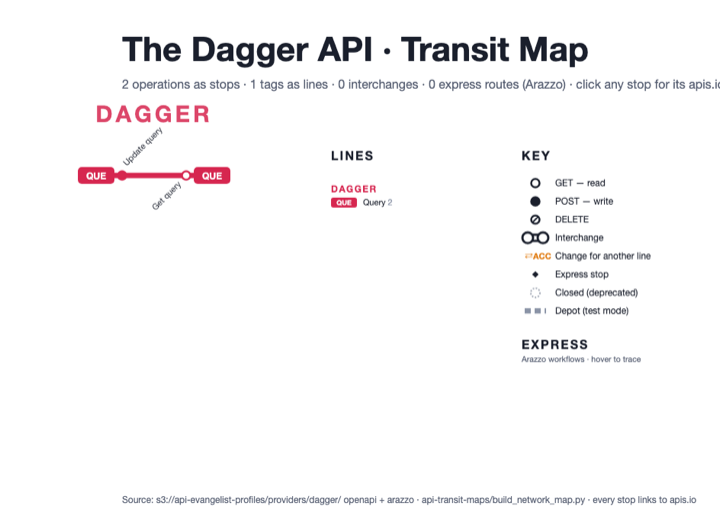 The Dagger API · Transit Map
2 operations as stops · 1 tags as lines · 0 interchanges · 0 express routes (Arazzo) · click any stop for its
DAGGER
Update query
QUE
QUE
Get query
LINES
DAGGER
QUE Query 2
KEY
GET — read
POST — write
DELETE
Interchange
⇄ACC Change for another line
Express stop
Closed (deprecated)
Depot (test mode)
EXPRESS
Arazzo workflows · hover to trace
Source: s3://api-evangelist-profiles/providers/dagger/ openapi + arazzo · api-transit-maps/build_network_map.py · every stop links to apis.io